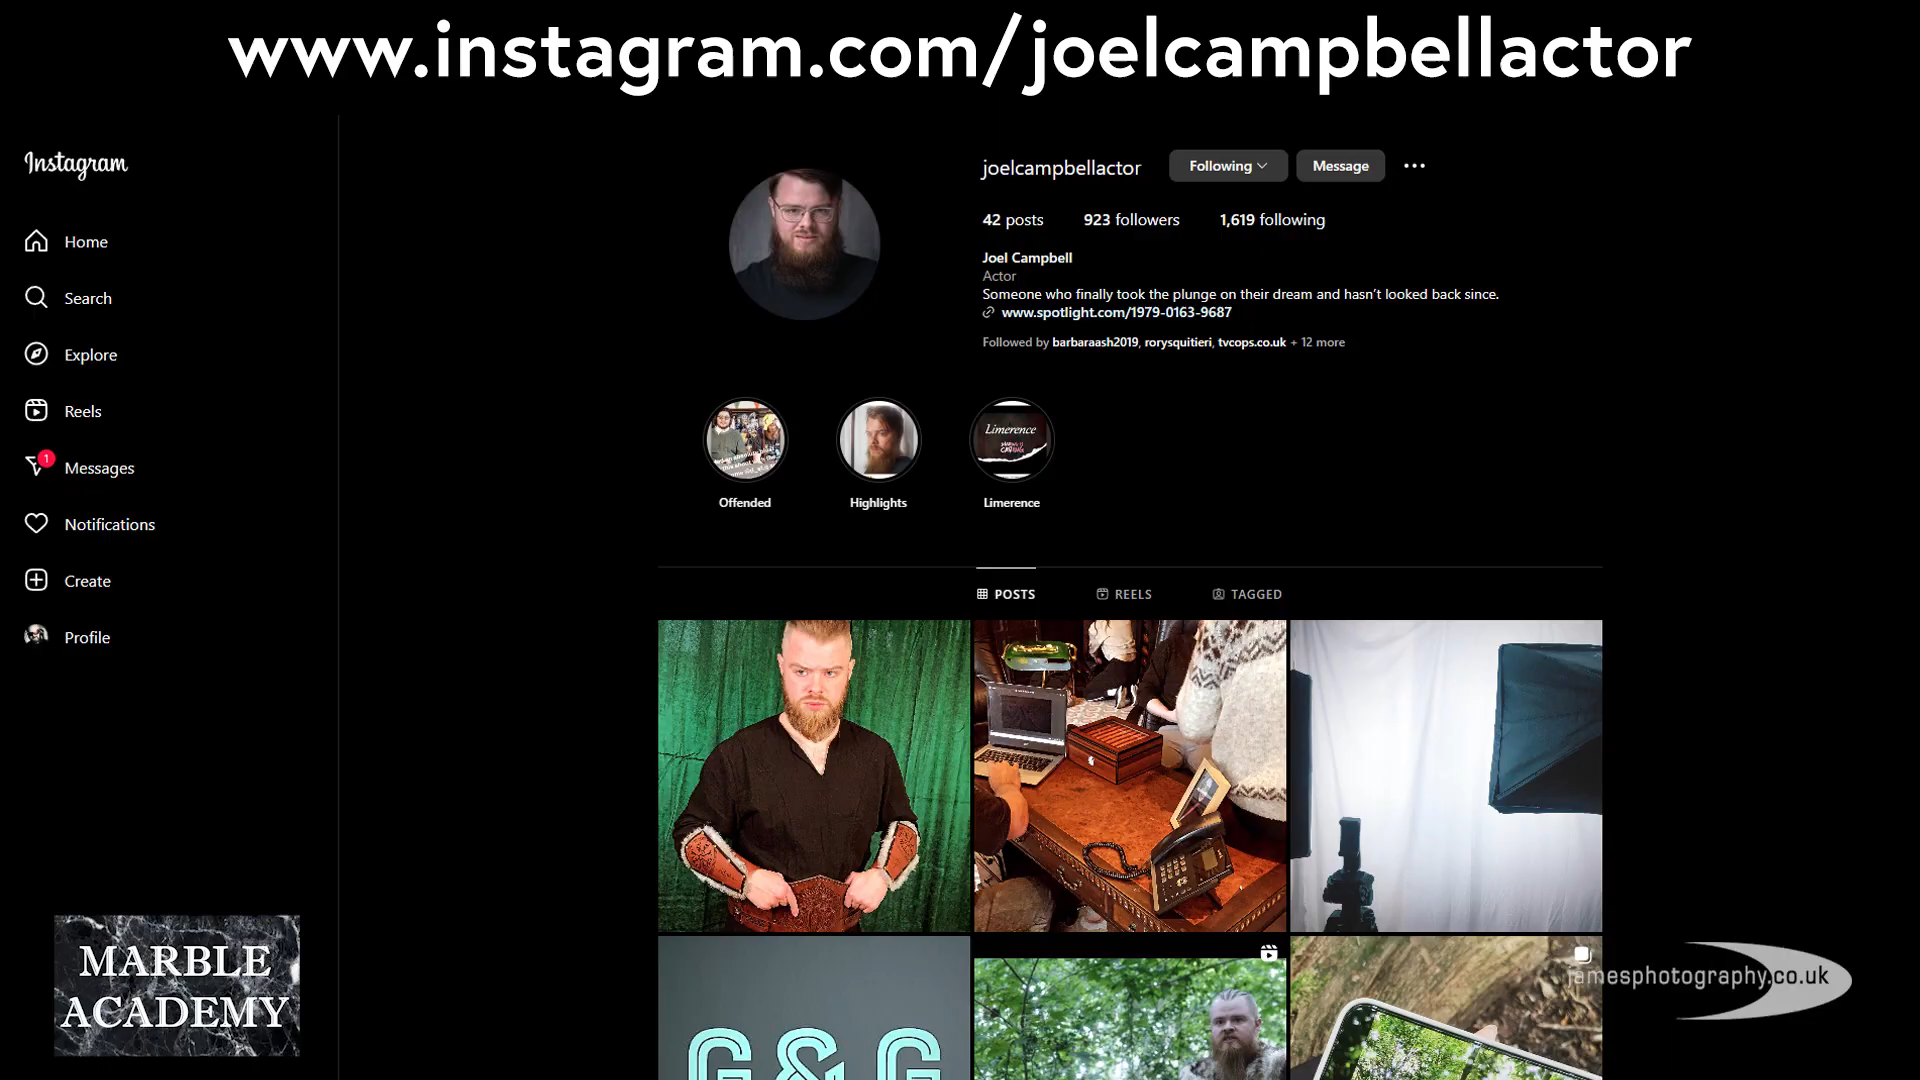 www.instagram.com/joelcampbellactor
Instagram
Home
Search
Explore
Reels
1
Messages
Notifications
Create
Profile
joelcampbellactor
Following
Message
42 posts
923 followers
1,619 following
Joel Campbell
Actor
Someone who finally took the plunge on their dream and hasn't looked back since.
www.spotlight.com/1979-0163-9687
Followed by barbaraash2019, rorysquitieri, tvcops.co.uk + 12 more
Limerence
Offended
Highlights
Limerence
POSTS
REELS
TAGGED
G&G
MARBLE
ACADEMY
jamesphotography.co.uk